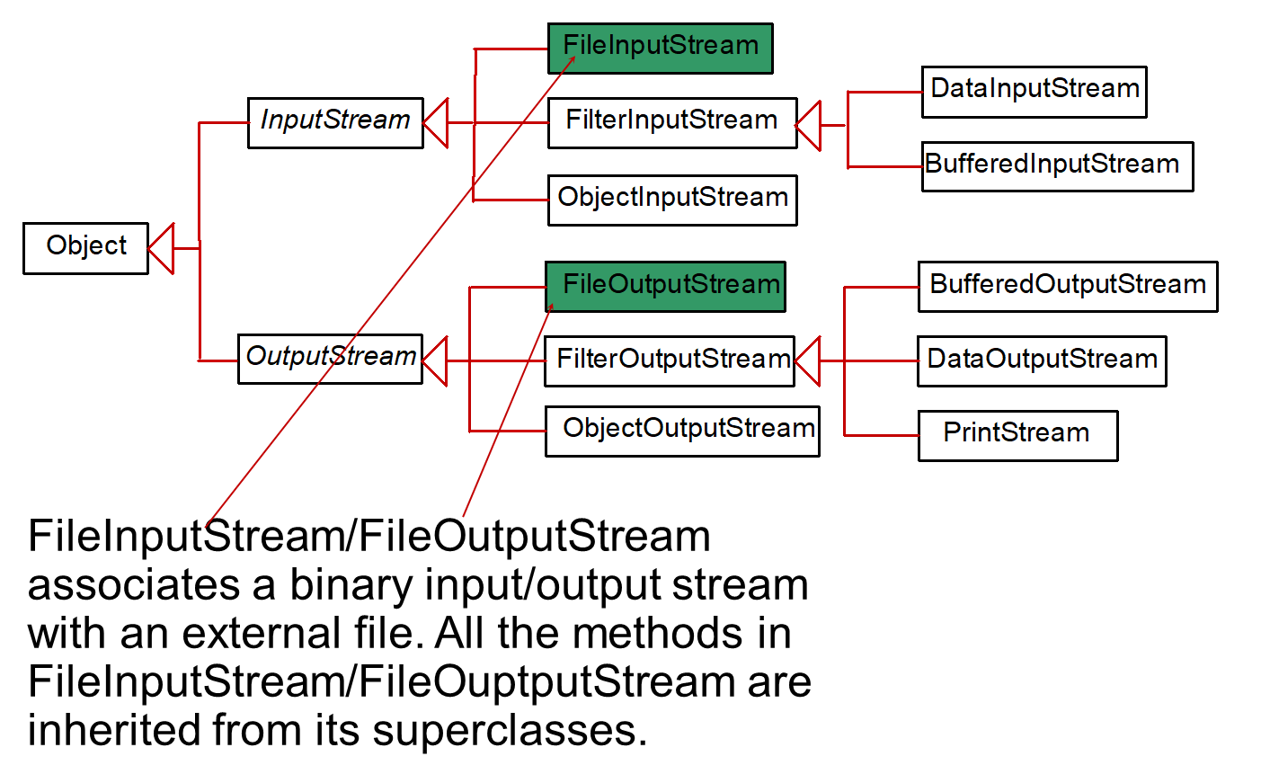 FileInputStream
DataInputStream
InputStream
FilterInputStream
BufferedInputStream
ObjectInputStream
Object
FileOutputStream
BufferedOutputStream
OutputStream
FilterOutputStream
DataOutputStream
ObjectOutputStream
PrintStream
FileInputStream/FileOutputStream
associates a binary input/output stream
with an external file. All the methods in
FileInputStream/FileOuptputStream are
inherited from its superclasses.